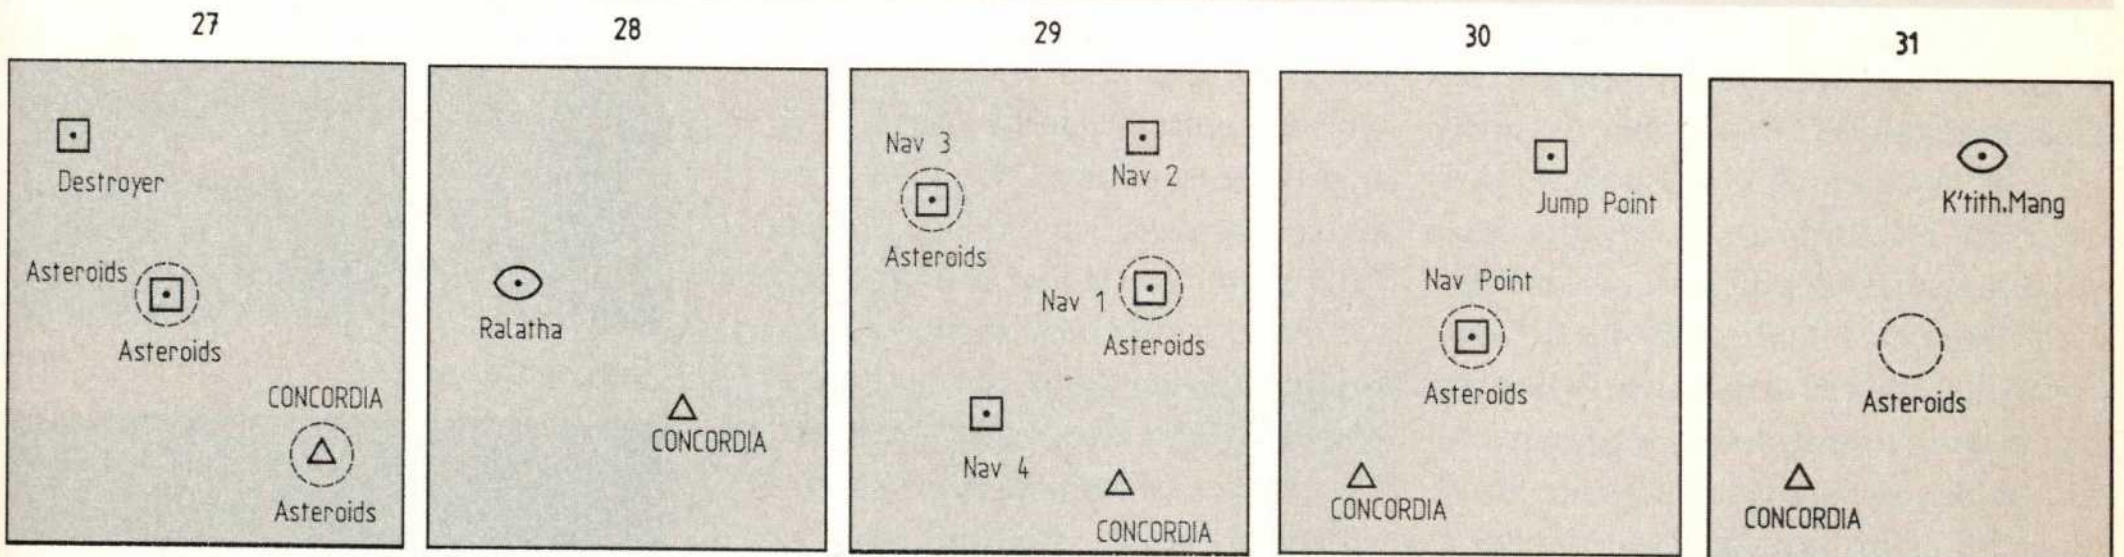 27
Destroyer
Asteroids
Asteroids
CONCORDIA
Asteroids
28
Ralatha
CONCORDIA
29
Nav 3
Nav 2
Asteroids
Nav 1
Asteroids
Nav 4
CONCORDIA
30
Jump Point
Nav Point
Asteroids
CONCORDIA
31
K'tith.Mang
Asteroids
CONCORDIA